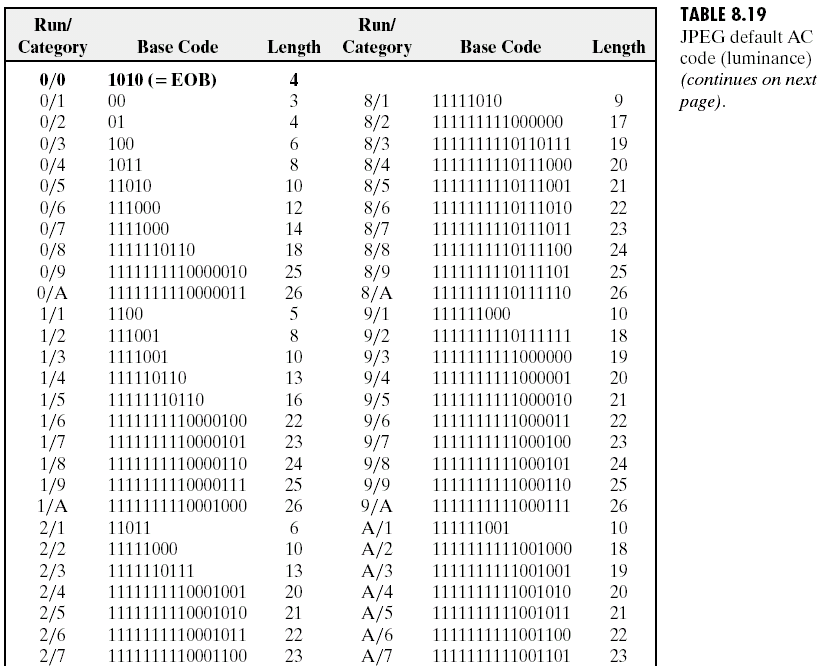 Run/ Category Base Code Length Run/ Category Base Code Length
0/0 1010 (= EOB) 4
0/1 00 3 8/1 11111010 9
0/2 01 4 8/2 111111111000000 17
0/3 100 6 8/3 1111111110110111 19
0/4 1011 8 8/4 1111111110111000 20
0/5 11010 10 8/5 1111111110111001 21
0/6 111000 12 8/6 1111111110111010 22
0/7 1111000 14 8/7 1111111110111011 23
0/8 1111110110 18 8/8 1111111110111100 24
0/9 1111111110000010 25 8/9 1111111110111101 25
0/A 1111111110000011 26 8/A 1111111110111110 26
1/1 1100 5 9/1 111111000 10
1/2 111001 8 9/2 1111111110111111 18
1/3 1111001 10 9/3 1111111111000000 19
1/4 111110110 13 9/4 1111111111000001 20
1/5 11111110110 16 9/5 1111111111000010 21
1/6 1111111110000100 22 9/6 1111111111000011 22
1/7 1111111110000101 23 9/7 1111111111000100 23
1/8 1111111110000110 24 9/8 1111111111000101 24
1/9 1111111110000111 25 9/9 1111111111000110 25
1/A 1111111110001000 26 9/A 1111111111000111 26
2/1 11011 6 A/1 111111001 10
2/2 11111000 10 A/2 1111111111001000 18
2/3 1111110111 13 A/3 1111111111001001 19
2/4 1111111110001001 20 A/4 1111111111001010 20
2/5 1111111110001010 21 A/5 1111111111001011 21
2/6 1111111110001011 22 A/6 1111111111001100 22
2/7 1111111110001100 23 A/7 1111111111001101 23
TABLE 8.19
JPEG default AC
code (luminance)
(continues on next
page).